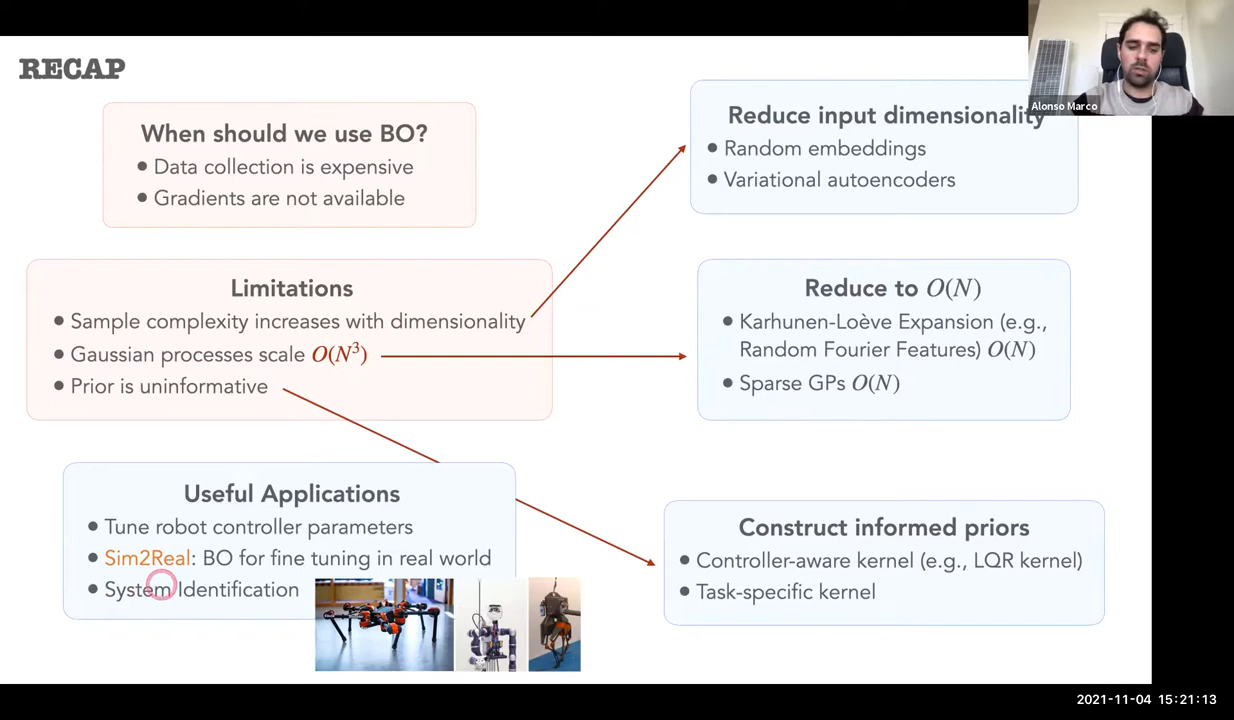 RECAP
When should we use BO?
● Data collection is expensive
● Gradients are not available
Limitations
● Sample complexity increases with dimensionality
● Gaussian processes scale O(N³)
● Prior is uninformative
Useful Applications
● Tune robot controller parameters
● Sim2Real: BO for fine tuning in real world
● System Identification
Reduce input dimensionality
● Random embeddings
● Variational autoencoders
Reduce to O(N)
● Karhunen-Loève Expansion (e.g.,
Random Fourier Features) O(N)
● Sparse GPs O(N)
Construct informed priors
● Controller-aware kernel (e.g., LQR kernel)
● Task-specific kernel
Alonso Marco
2021-11-04 15:21:13